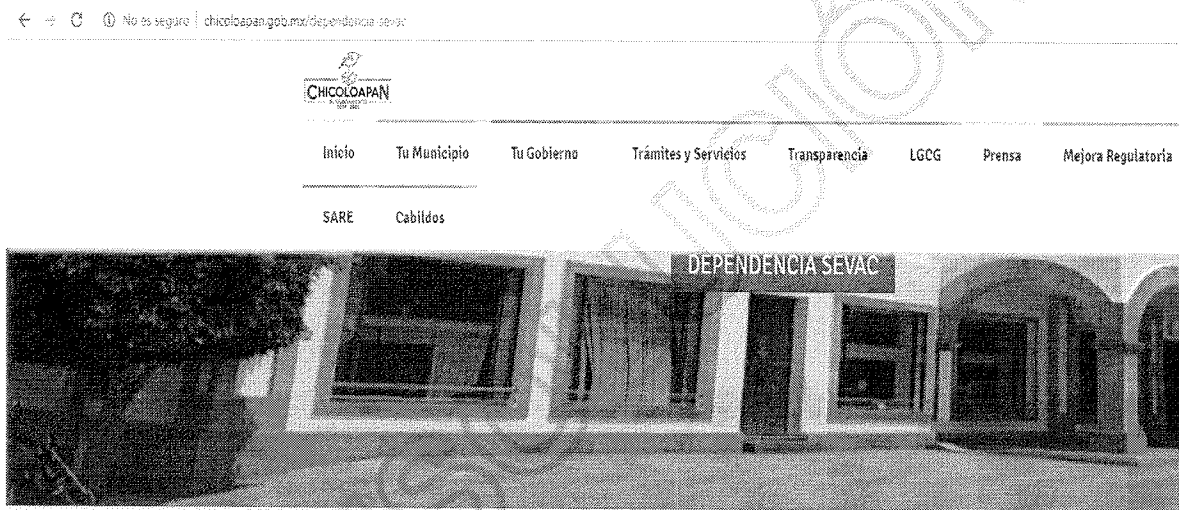 No es seguro | chicoloapan.gob.mx/dependencia-sevac
CHICOLOAPAN
Inicio Tu Municipio Tu Gobierno Trámites y Servicios Transparencia LGCG Prensa Mejora Regulatoria
SARE Cabildos
DEPENDENCIA SEVAC